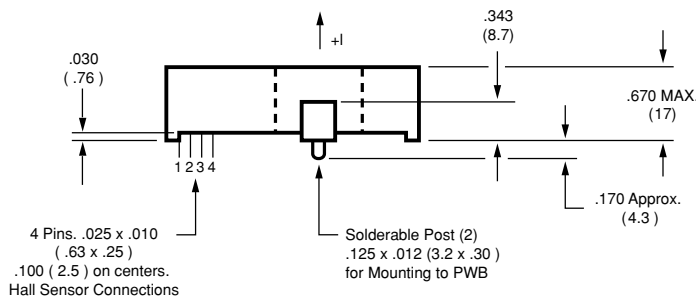 +I
.343
(8.7)
.030
( .76 )
.670 MAX.
(17)
1 2 3 4
.170 Approx.
(4.3 )
4 Pins. .025 x .010
( .63 x .25 )
.100 ( 2.5 ) on centers.
Hall Sensor Connections
Solderable Post (2)
.125 x .012 (3.2 x .30 )
for Mounting to PWB